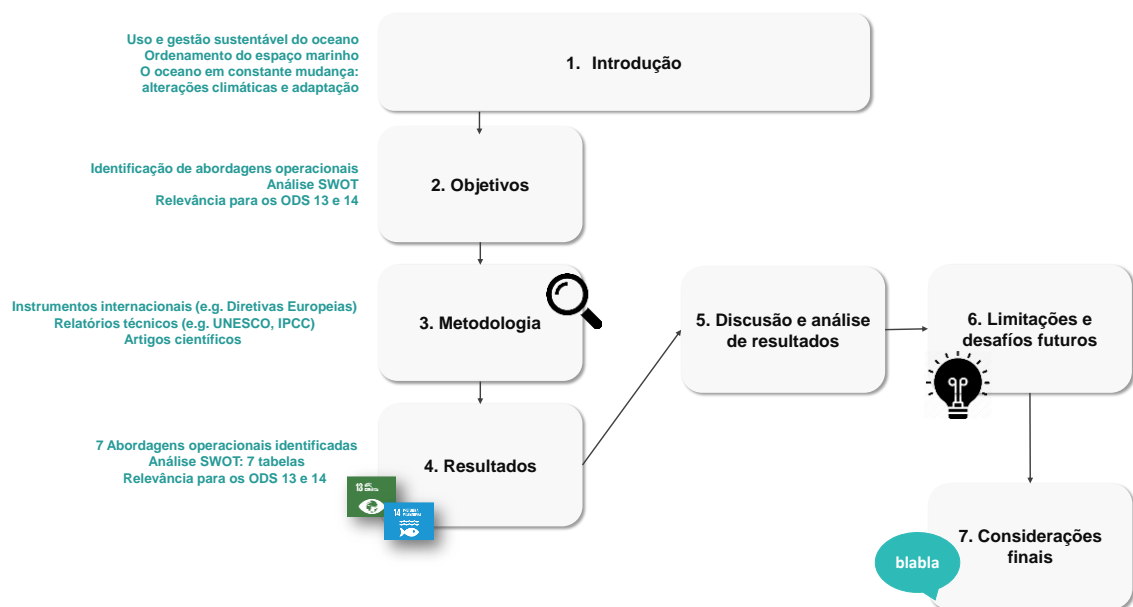 Uso e gestão sustentável do oceano
Ordenamento do espaço marinho
O oceano em constante mudança:
alterações climáticas e adaptação
1. Introdução
Identificação de abordagens operacionais
Análise SWOT
Relevância para os ODS 13 e 14
2. Objetivos
Instrumentos internacionais (e.g. Diretivas Europeias)
Relatórios técnicos (e.g. UNESCO, IPCC)
Artigos científicos
3. Metodologia
7 Abordagens operacionais identificadas
Análise SWOT: 7 tabelas
Relevância para os ODS 13 e 14
4. Resultados
13
14
5. Discusão e análise
de resultados
6. Limitações e
desafíos futuros
7. Considerações
finais
blabla